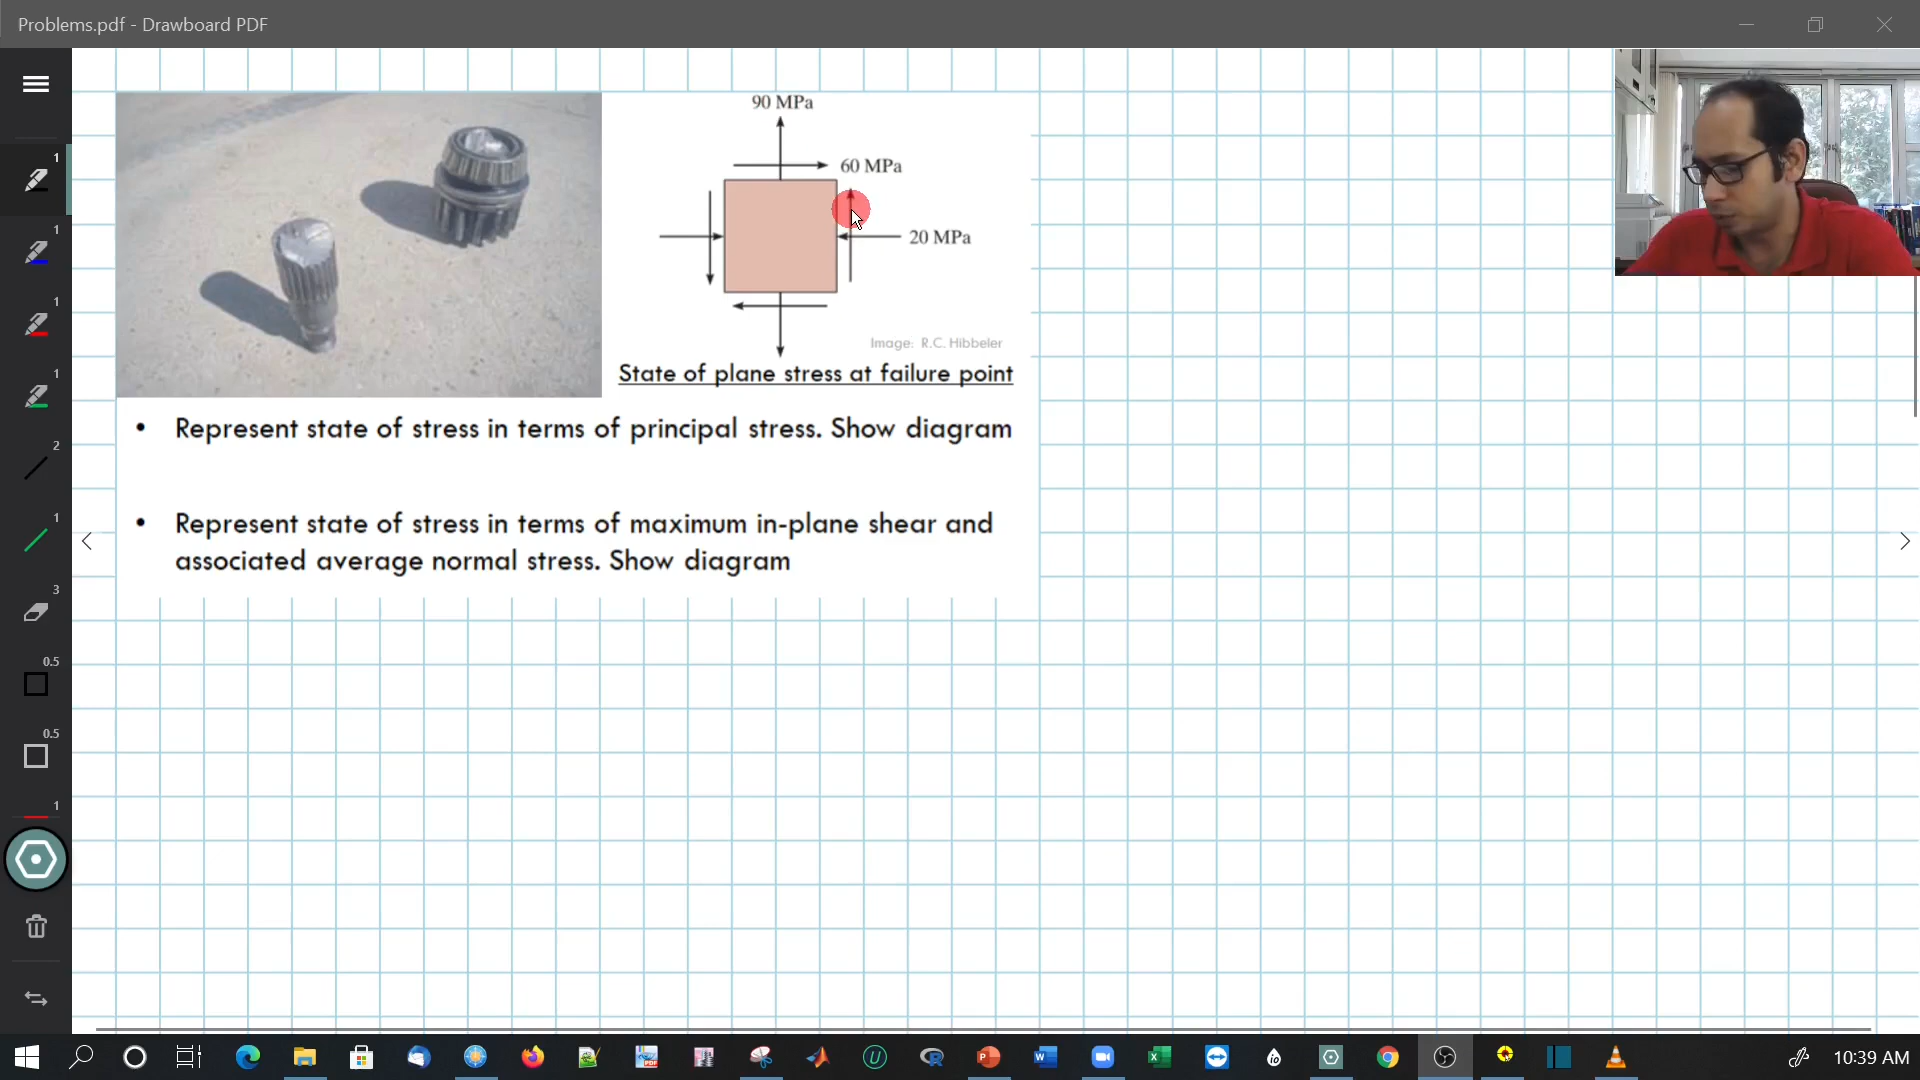 Problems.pdf - Drawboard PDF
1
1
1
1
2
1
3
0.5
0.5
1
90 MPa
60 MPa
20 MPa
Image: R.C. Hibbeler
State of plane stress at failure point
• Represent state of stress in terms of principal stress. Show diagram
• Represent state of stress in terms of maximum in-plane shear and
associated average normal stress. Show diagram
10:39 AM